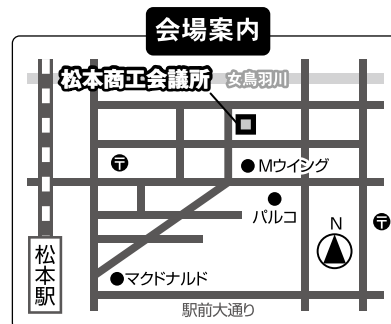 会場案内
松本商工会議所
女鳥羽川
〒
Mウイング
パルコ
N
〒
松本駅
マクドナルド
駅前大通り